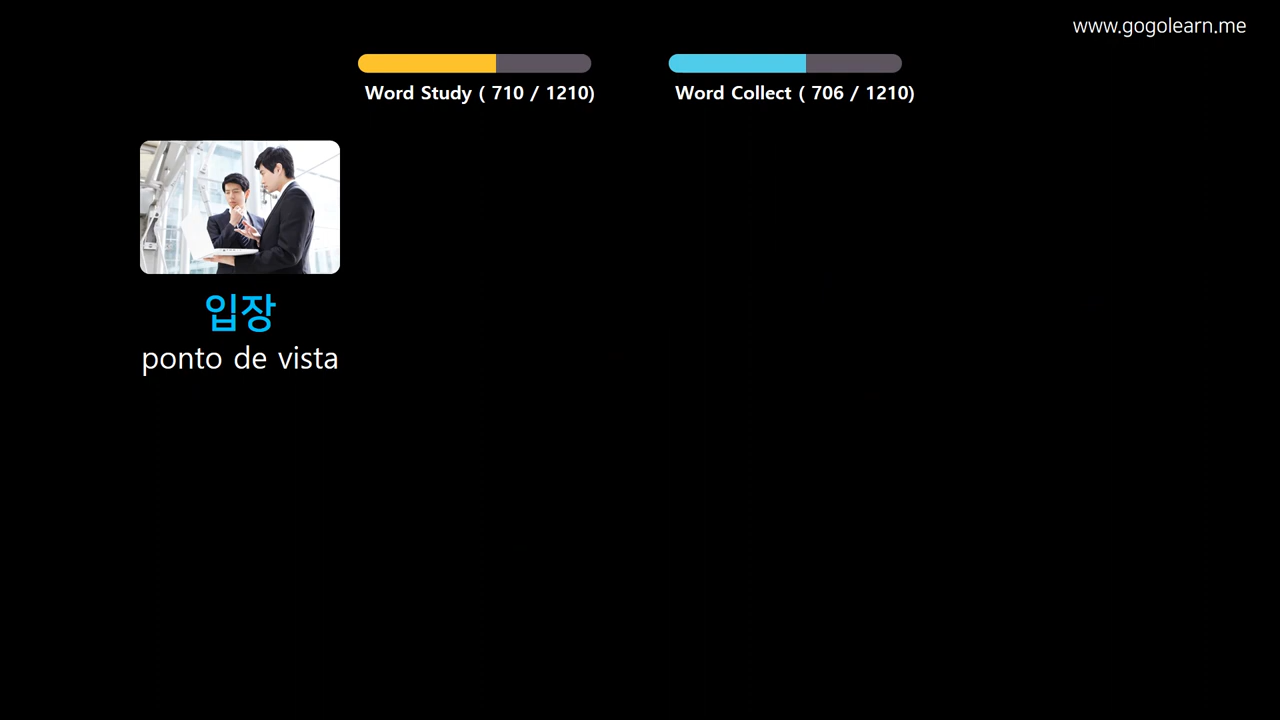 www.gogolearn.me
Word Study ( 710 / 1210)
Word Collect ( 706 / 1210)
입장
ponto de vista